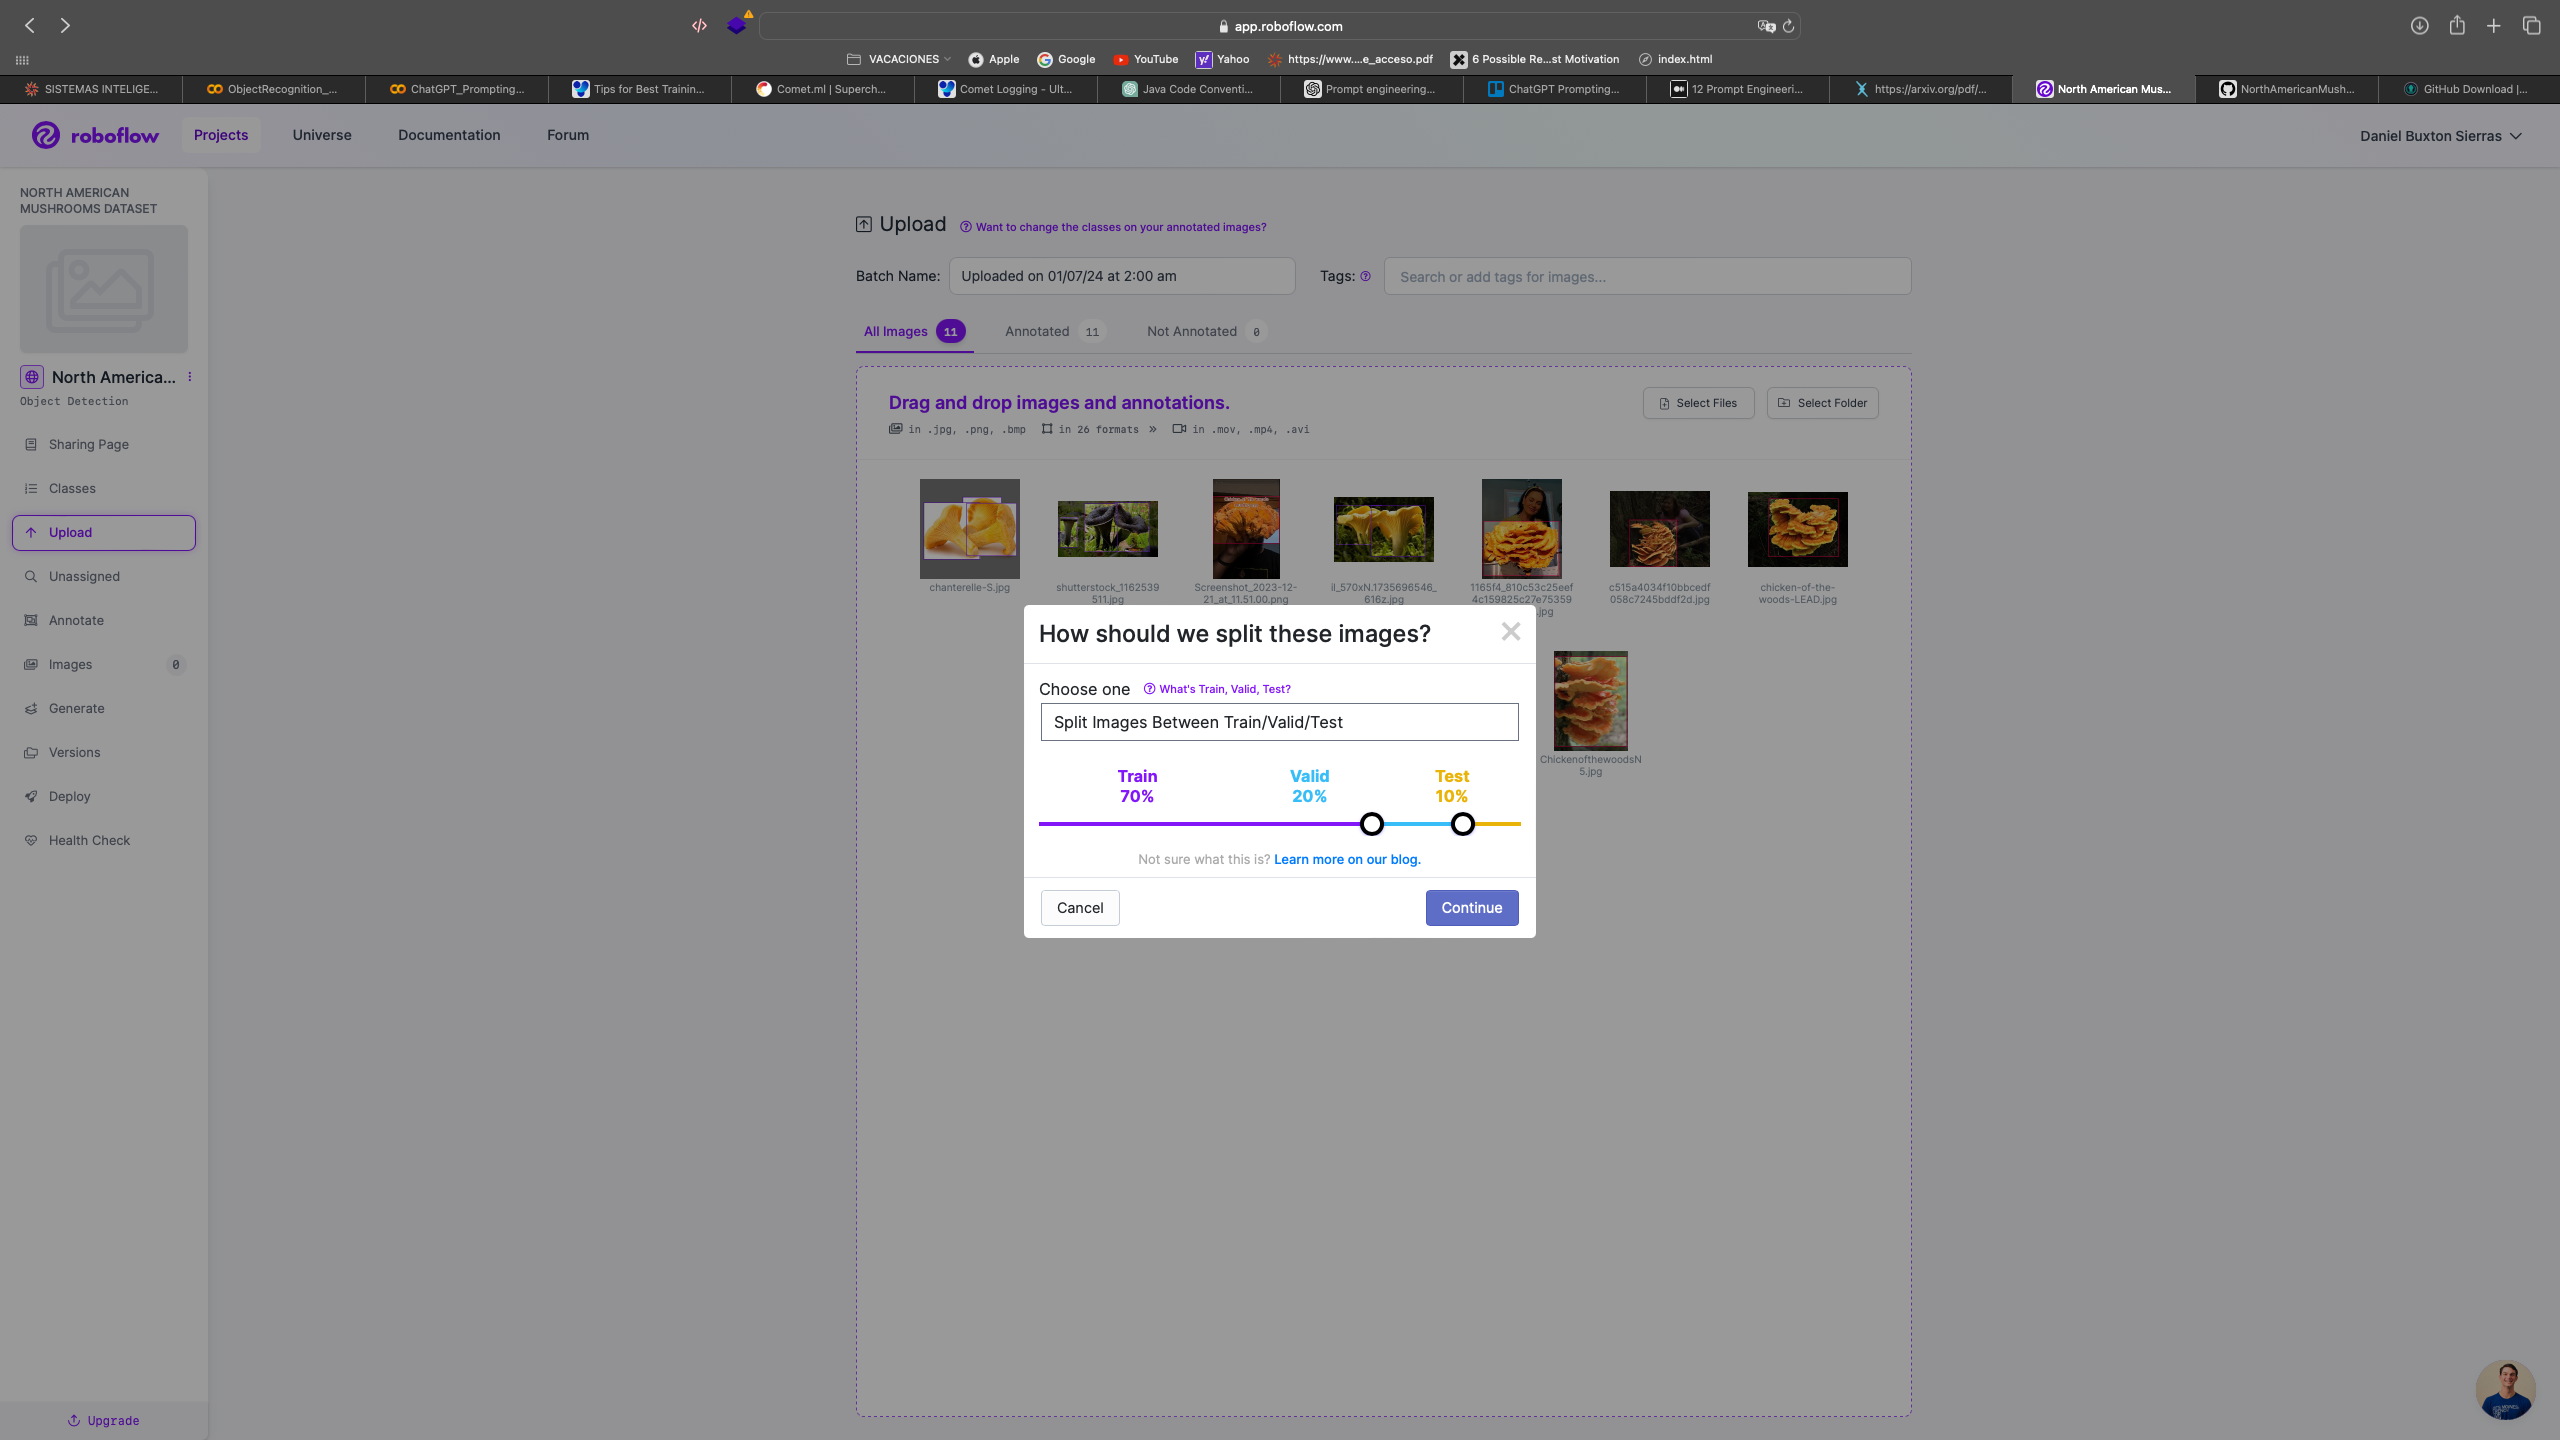 app.roboflow.com
VACACIONES
Apple
Google
YouTube
Yahoo
https://www....e_acceso.pdf
6 Possible Re...st Motivation
index.html
SISTEMAS INTELIGE...
ObjectRecognition_...
ChatGPT_Prompting...
Tips for Best Trainin...
Comet.ml | Superch...
Comet Logging - Ult...
Java Code Conventi...
Prompt engineering...
ChatGPT Prompting...
12 Prompt Engineeri...
https://arxiv.org/pdf/...
North American Mus...
NorthAmericanMush...
GitHub Download |...
roboflow
Projects
Universe
Documentation
Forum
Daniel Buxton Sierras
NORTH AMERICAN
MUSHROOMS DATASET
North America...
Object Detection
Sharing Page
Classes
Upload
Unassigned
Annotate
Images 0
Generate
Versions
Deploy
Health Check
Upgrade
Upload Want to change the classes on your annotated images?
Batch Name: Uploaded on 01/07/24 at 2:00 am Tags: Search or add tags for images...
All Images 11 Annotated 11 Not Annotated 0
Drag and drop images and annotations.
Select Files
Select Folder
in .jpg, .png, .bmp in 26 formats » in .mov, .mp4, .avi
chanterelle-S.jpg
shutterstock_1162539
511.jpg
Screenshot_2023-12-
21_at_11.51.00.png
il_570xN.1735696546_
616z.jpg
1165f4_810c53c25eef
4c159825c27e75359
.jpg
c515a4034f10bbcedf
058c7245bddf2d.jpg
chicken-of-the-
woods-LEAD.jpg
ChickenofthewoodsN
5.jpg
How should we split these images?
Choose one What's Train, Valid, Test?
Split Images Between Train/Valid/Test
Train Valid Test
70% 20% 10%
Not sure what this is? Learn more on our blog.
Cancel
Continue